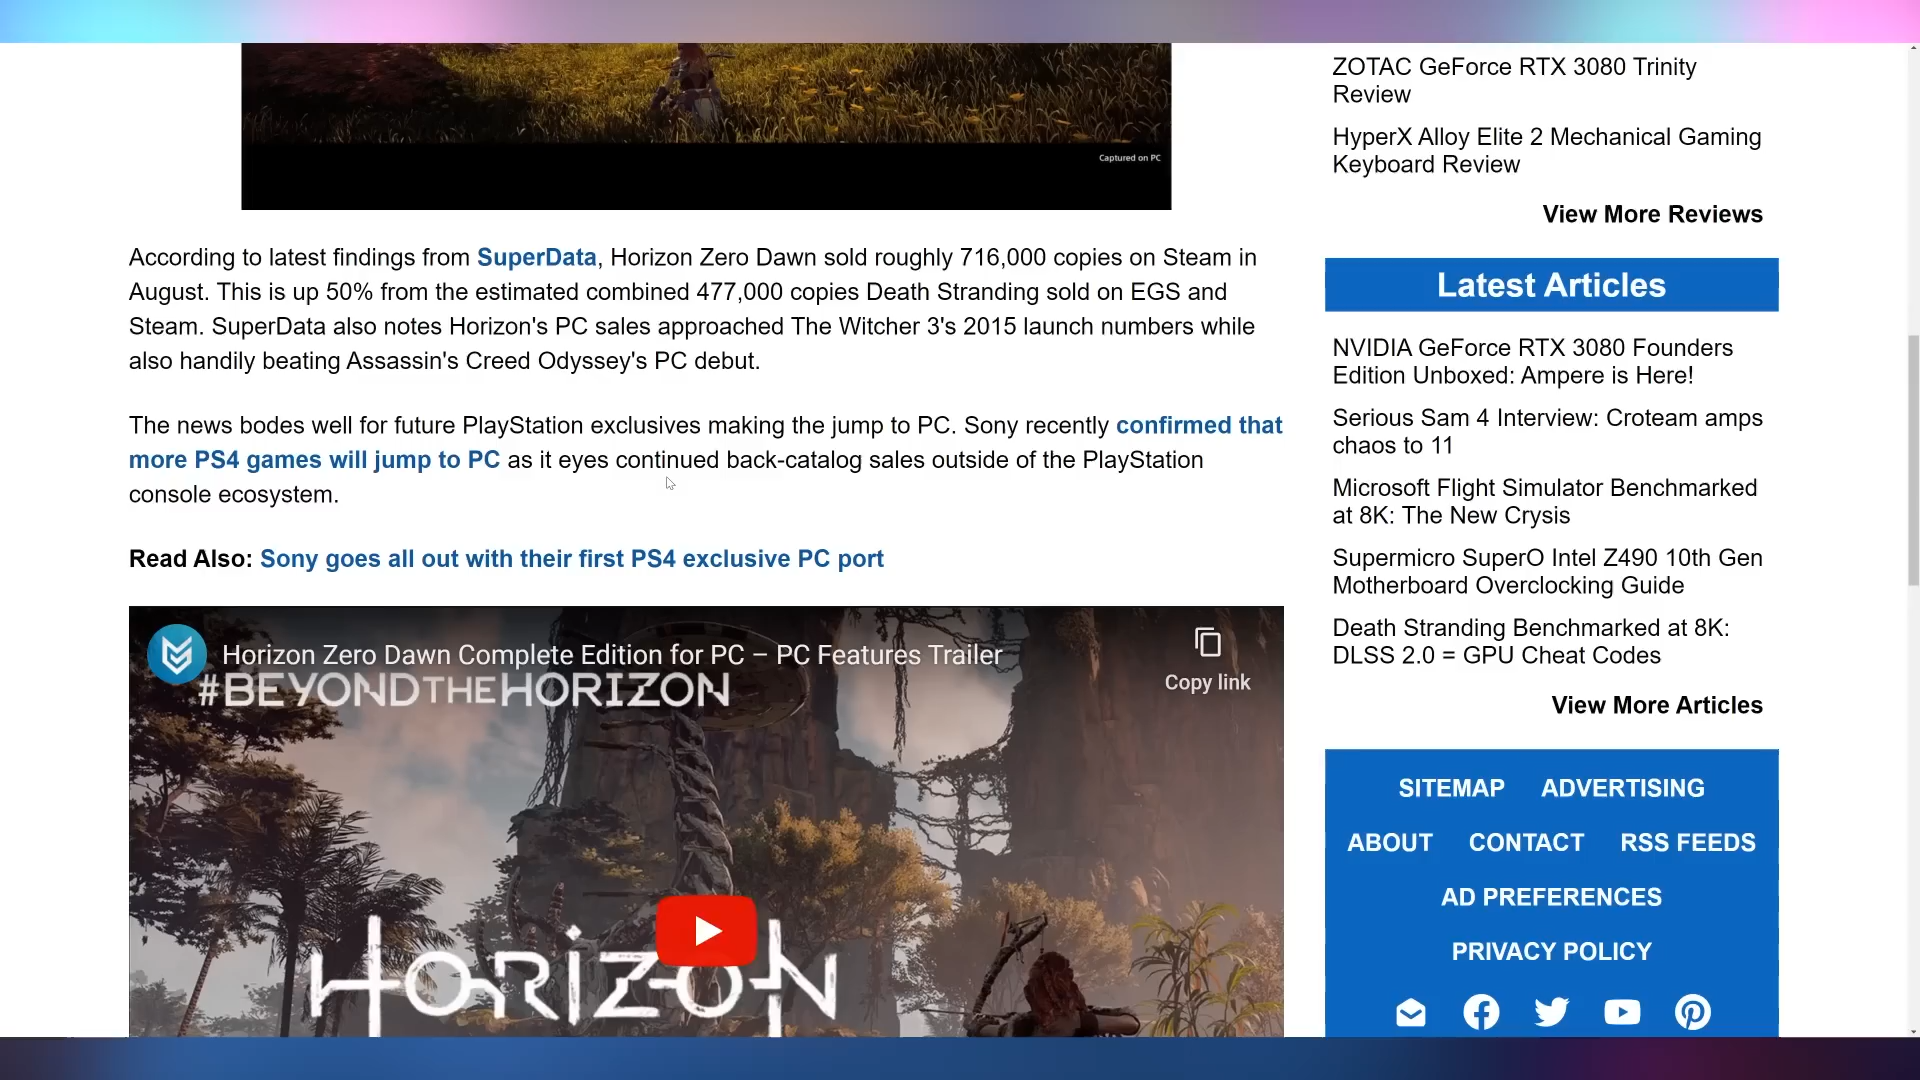 Captured on PC
According to latest findings from SuperData, Horizon Zero Dawn sold roughly 716,000 copies on Steam in
August. This is up 50% from the estimated combined 477,000 copies Death Stranding sold on EGS and
Steam. SuperData also notes Horizon's PC sales approached The Witcher 3's 2015 launch numbers while
also handily beating Assassin's Creed Odyssey's PC debut.
The news bodes well for future PlayStation exclusives making the jump to PC. Sony recently confirmed that
more PS4 games will jump to PC as it eyes continued back-catalog sales outside of the PlayStation
console ecosystem.
Read Also: Sony goes all out with their first PS4 exclusive PC port
Horizon Zero Dawn Complete Edition for PC – PC Features Trailer
Copy link
#BEYONDTHEHORIZON
HORIZON
ZOTAC GeForce RTX 3080 Trinity
Review
HyperX Alloy Elite 2 Mechanical Gaming
Keyboard Review
View More Reviews
Latest Articles
NVIDIA GeForce RTX 3080 Founders
Edition Unboxed: Ampere is Here!
Serious Sam 4 Interview: Croteam amps
chaos to 11
Microsoft Flight Simulator Benchmarked
at 8K: The New Crysis
Supermicro SuperO Intel Z490 10th Gen
Motherboard Overclocking Guide
Death Stranding Benchmarked at 8K:
DLSS 2.0 = GPU Cheat Codes
View More Articles
SITEMAP ADVERTISING
ABOUT CONTACT RSS FEEDS
AD PREFERENCES
PRIVACY POLICY